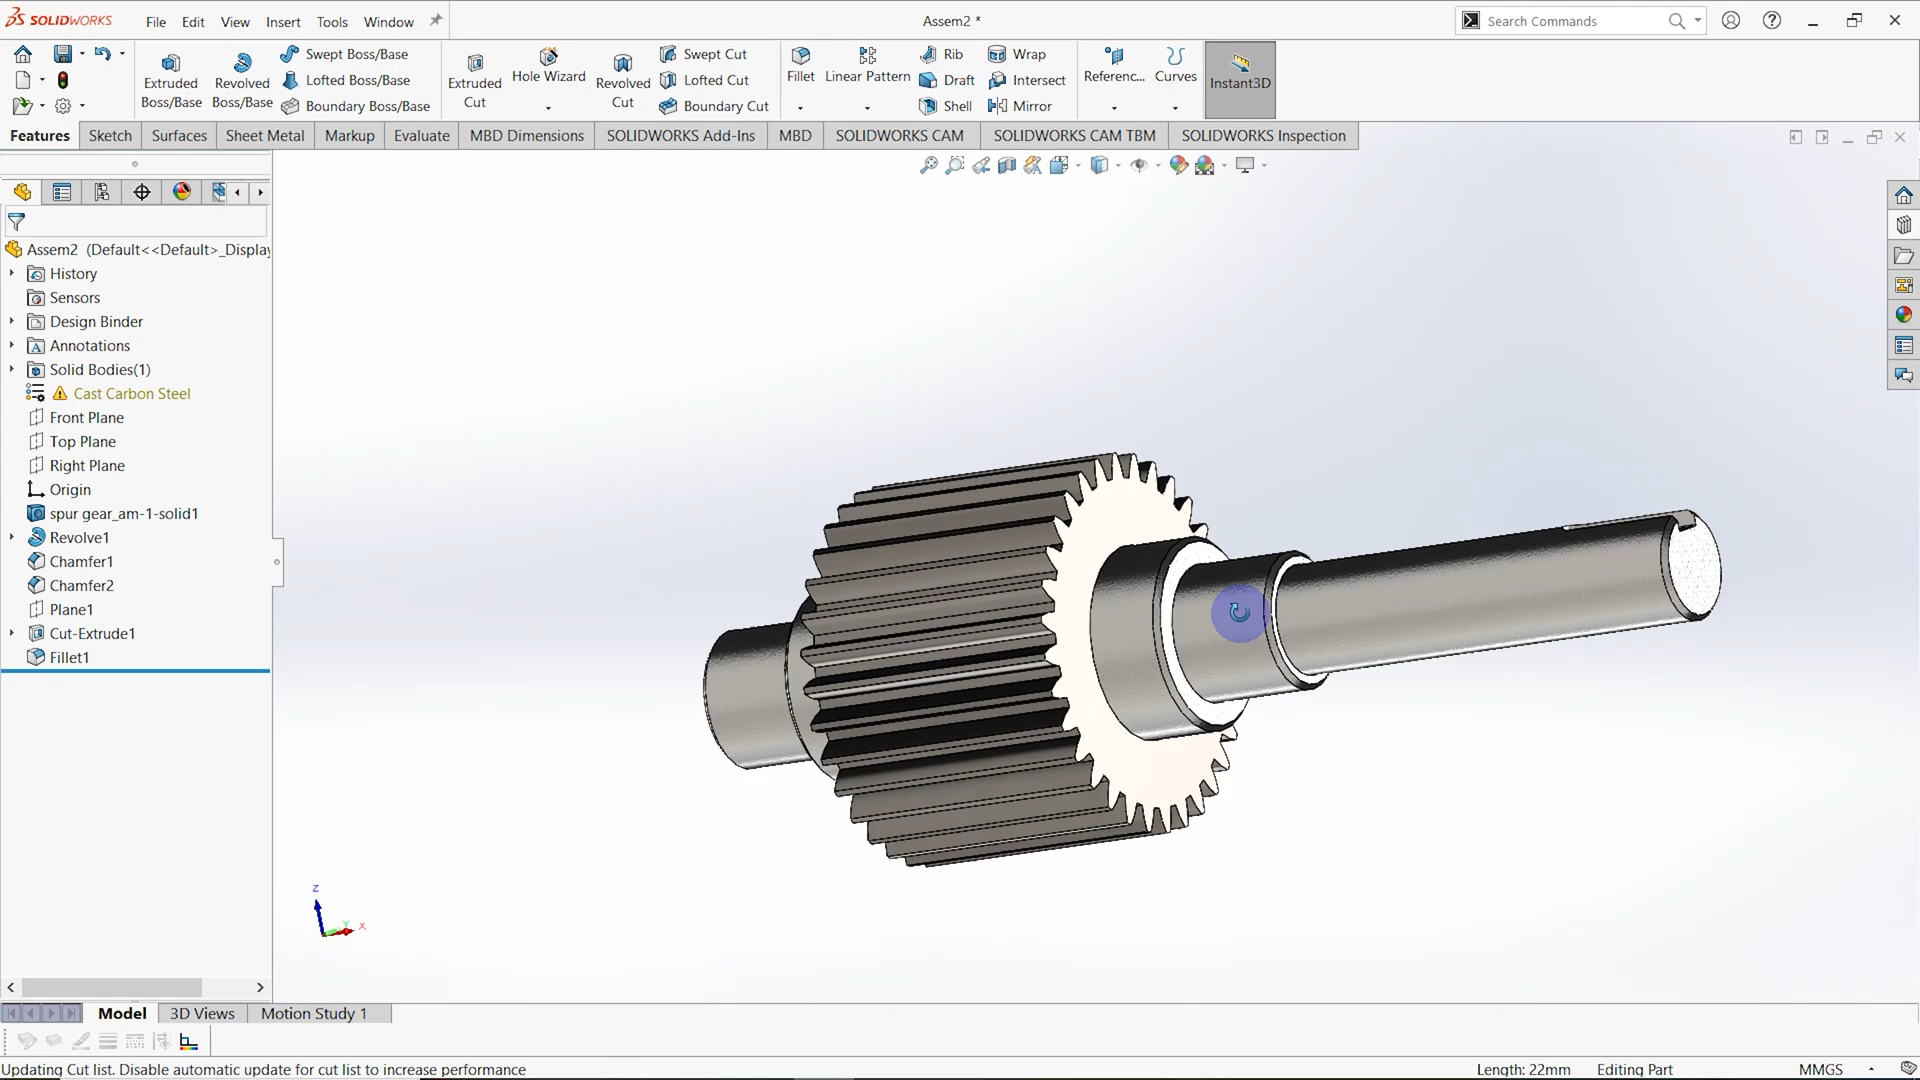 SOLIDWORKS File Edit View Insert Tools Window Assem2 * Search Commands
Extruded Boss/Base
Revolved Boss/Base
Swept Boss/Base
Lofted Boss/Base
Boundary Boss/Base
Extruded Cut
Hole Wizard
Revolved Cut
Swept Cut
Lofted Cut
Boundary Cut
Fillet
Linear Pattern
Rib
Draft
Shell
Wrap
Intersect
Mirror
Referenc...
Curves
Instant3D
Features Sketch Surfaces Sheet Metal Markup Evaluate MBD Dimensions SOLIDWORKS Add-Ins MBD SOLIDWORKS CAM SOLIDWORKS CAM TBM SOLIDWORKS Inspection
Assem2 (Default<<Default>_Display
History
Sensors
Design Binder
Annotations
Solid Bodies(1)
Cast Carbon Steel
Front Plane
Top Plane
Right Plane
Origin
spur gear_am-1-solid1
Revolve1
Chamfer1
Chamfer2
Plane1
Cut-Extrude1
Fillet1
Z
Y
X
Model 3D Views Motion Study 1
Updating Cut list. Disable automatic update for cut list to increase performance Length: 22mm Editing Part MMGS